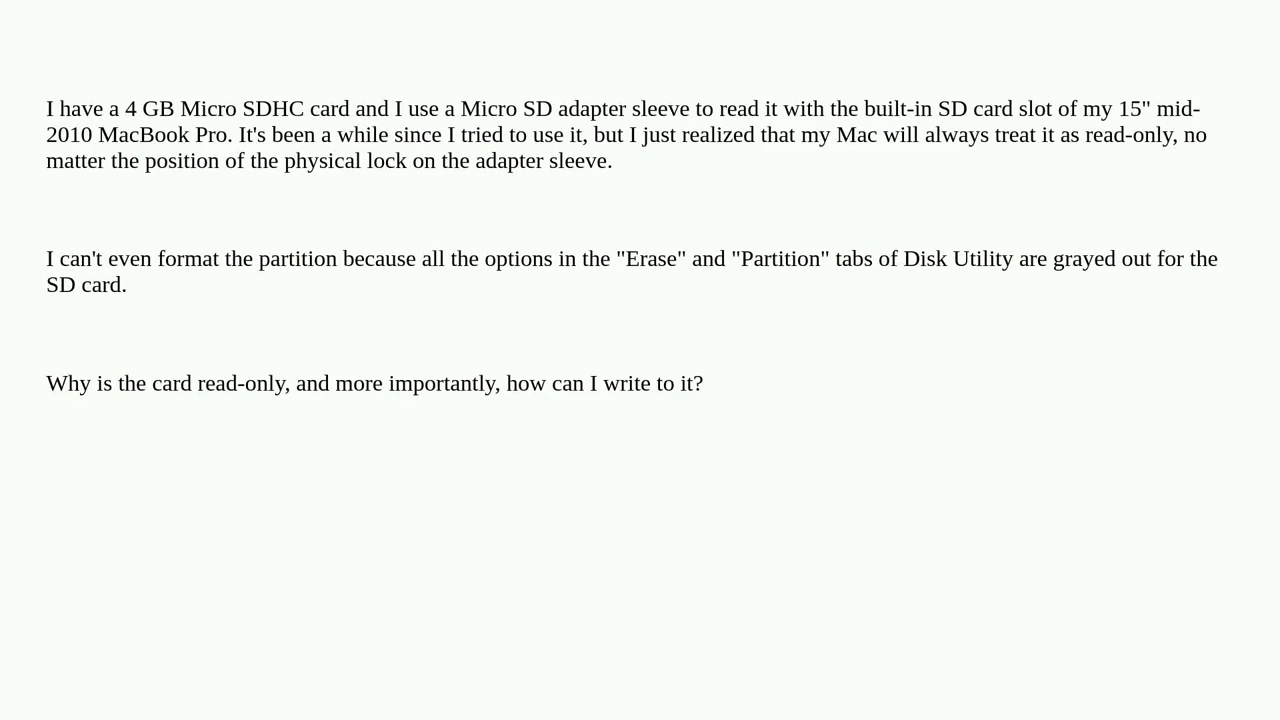 I have a 4 GB Micro SDHC card and I use a Micro SD adapter sleeve to read it with the built-in SD card slot of my 15" mid-
2010 MacBook Pro. It's been a while since I tried to use it, but I just realized that my Mac will always treat it as read-only, no
matter the position of the physical lock on the adapter sleeve.
I can't even format the partition because all the options in the "Erase" and "Partition" tabs of Disk Utility are grayed out for the
SD card.
Why is the card read-only, and more importantly, how can I write to it?